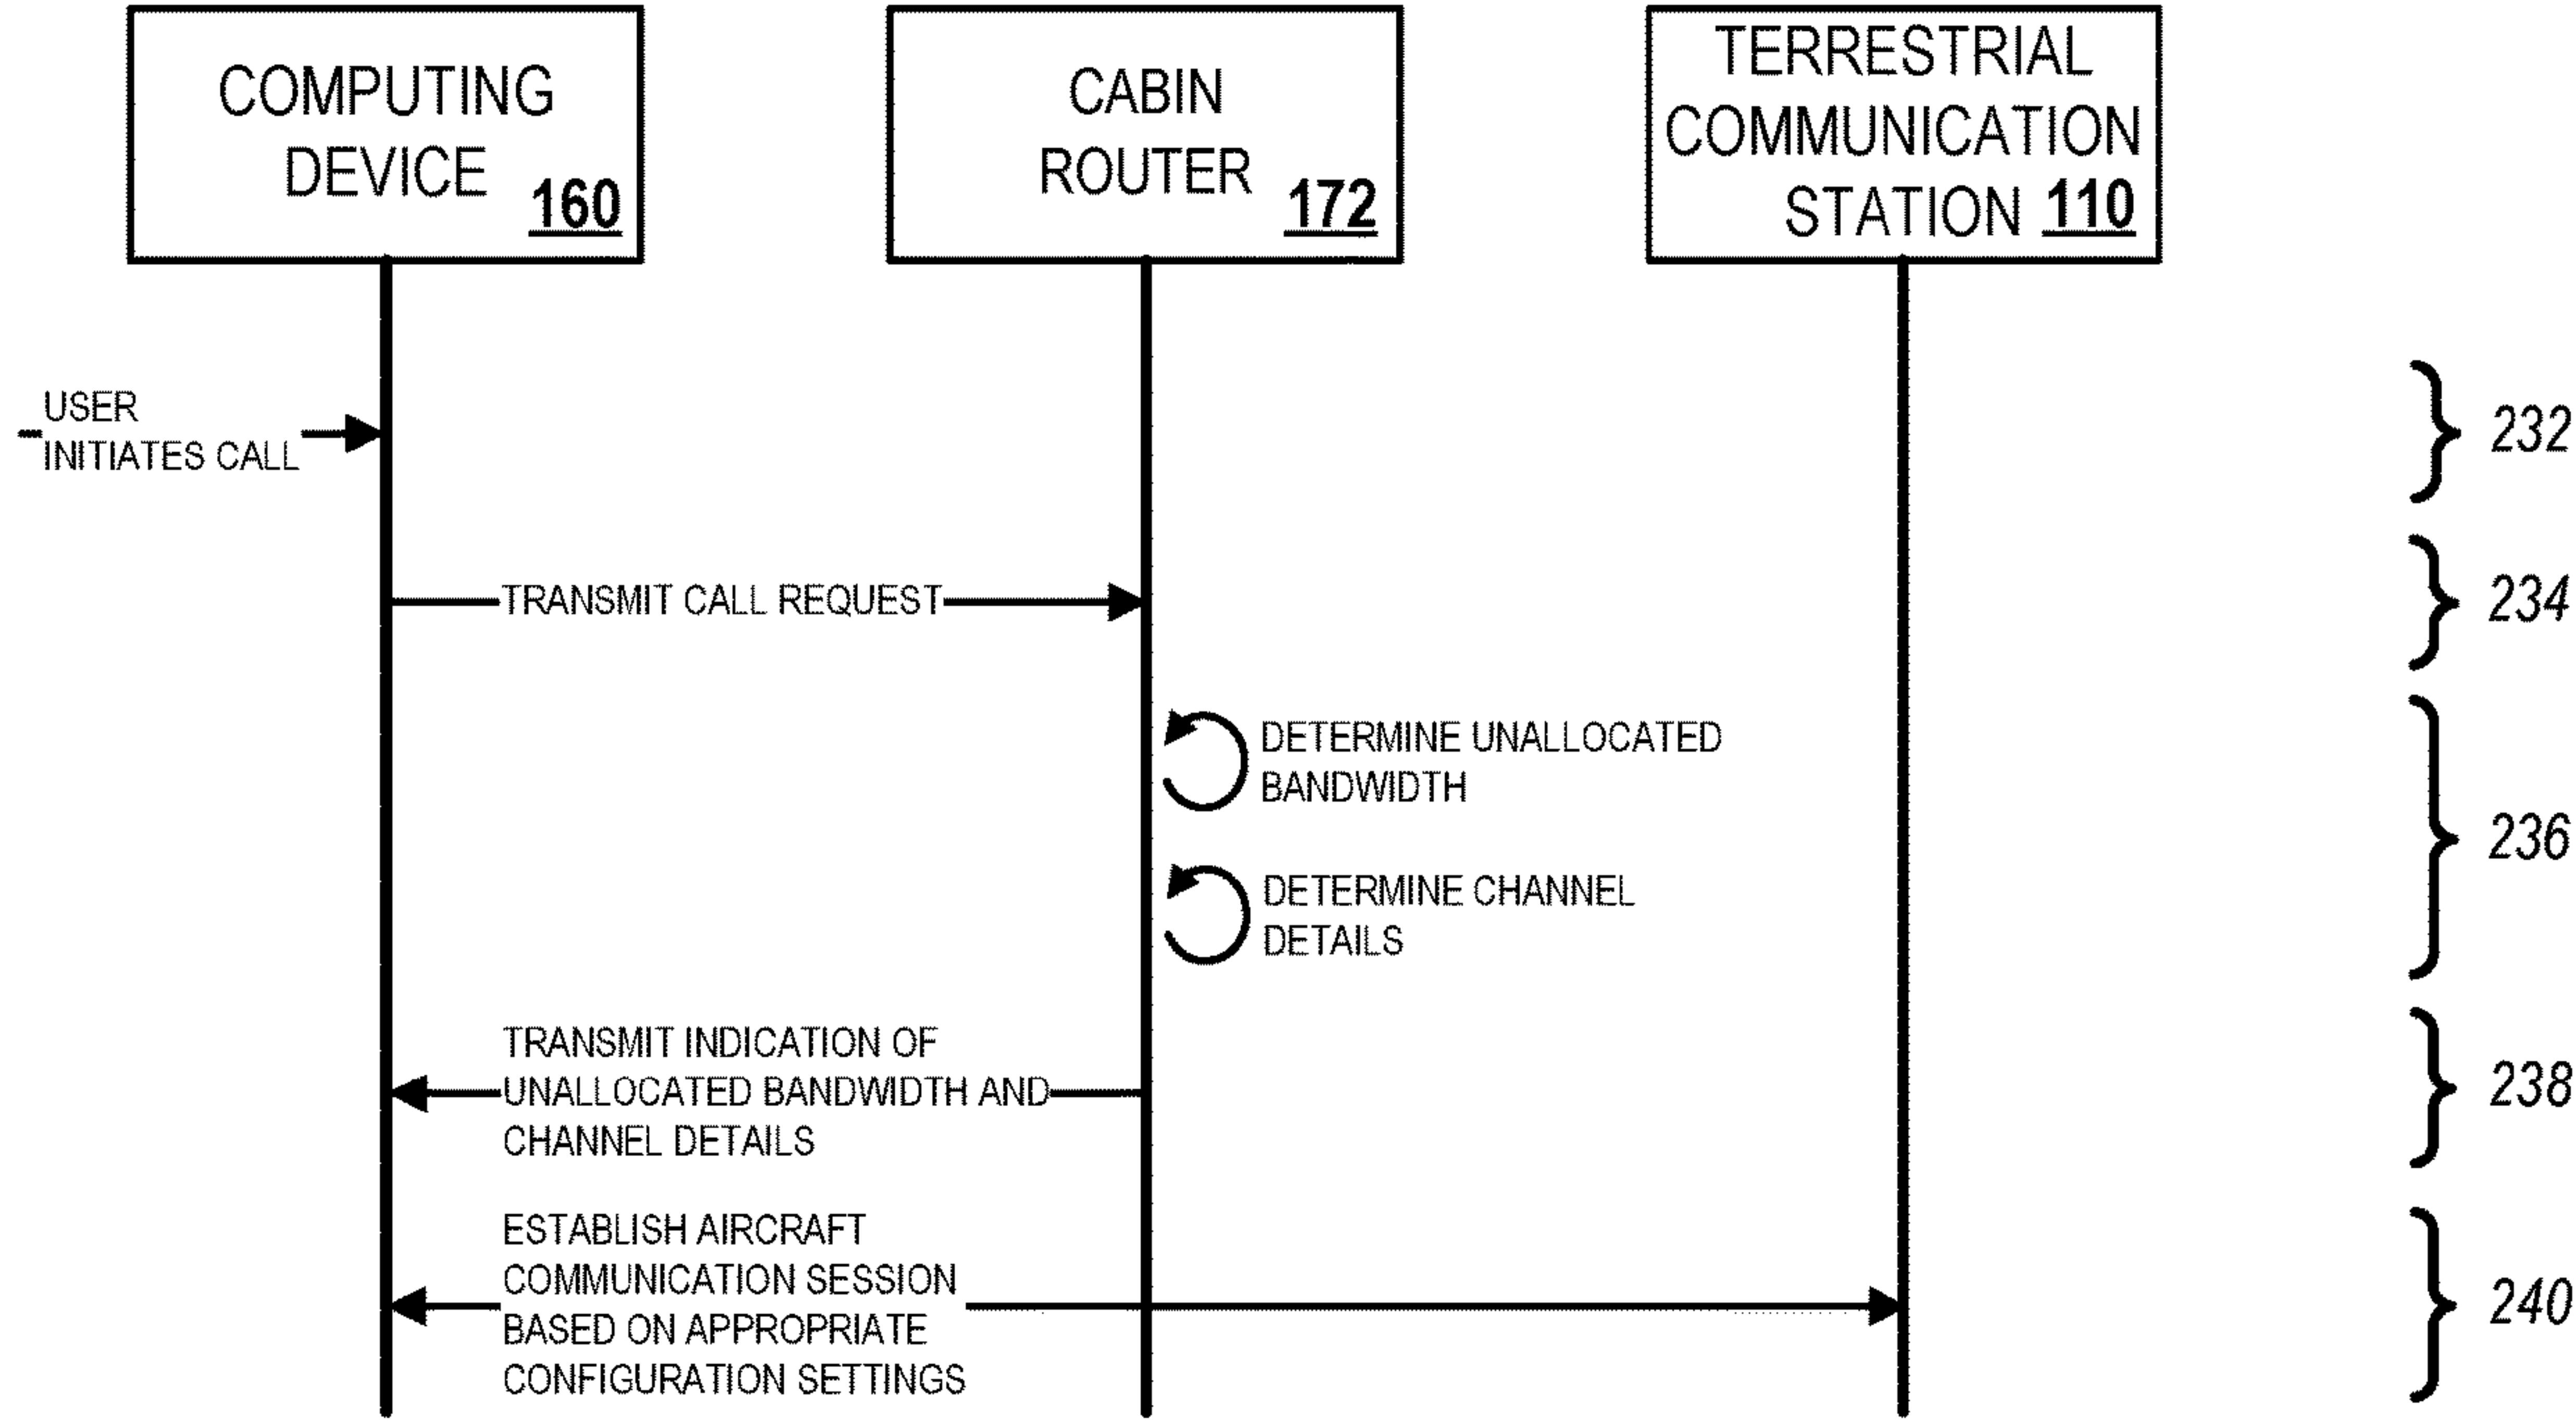 COMPUTING
DEVICE 160
CABIN
ROUTER 172
TERRESTRIAL
COMMUNICATION
STATION 110
USER
INITIATES CALL
232
TRANSMIT CALL REQUEST
234
DETERMINE UNALLOCATED
BANDWIDTH
DETERMINE CHANNEL
DETAILS
236
TRANSMIT INDICATION OF
UNALLOCATED BANDWIDTH AND
CHANNEL DETAILS
238
ESTABLISH AIRCRAFT
COMMUNICATION SESSION
BASED ON APPROPRIATE
CONFIGURATION SETTINGS
240